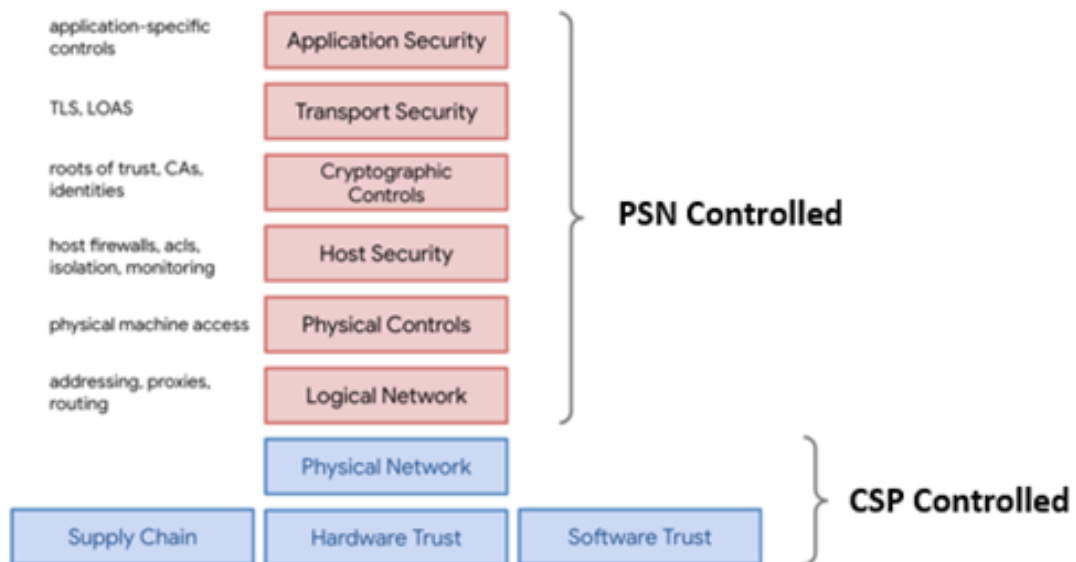 application-specific
controls
Application Security
TLS, LOAS
Transport Security
roots of trust, CAs,
identities
Cryptographic
Controls
PSN Controlled
host firewalls, acls,
isolation, monitoring
Host Security
physical machine access
Physical Controls
addressing, proxies,
routing
Logical Network
Physical Network
CSP Controlled
Supply Chain
Hardware Trust
Software Trust